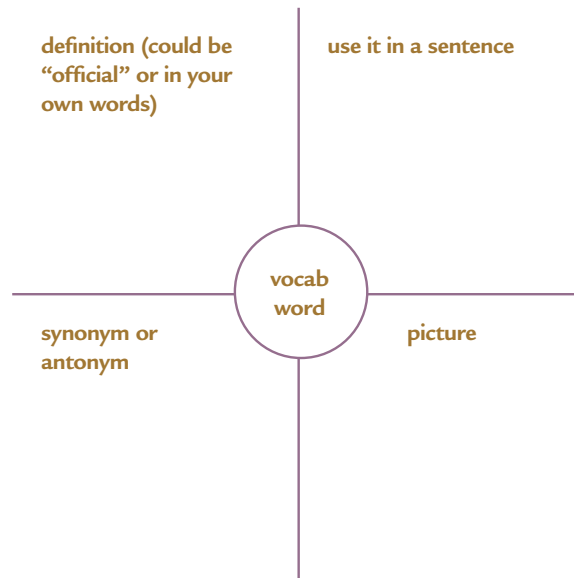 definition (could be
“official” or in your
own words)
use it in a sentence
vocab
word
synonym or
antonym
picture